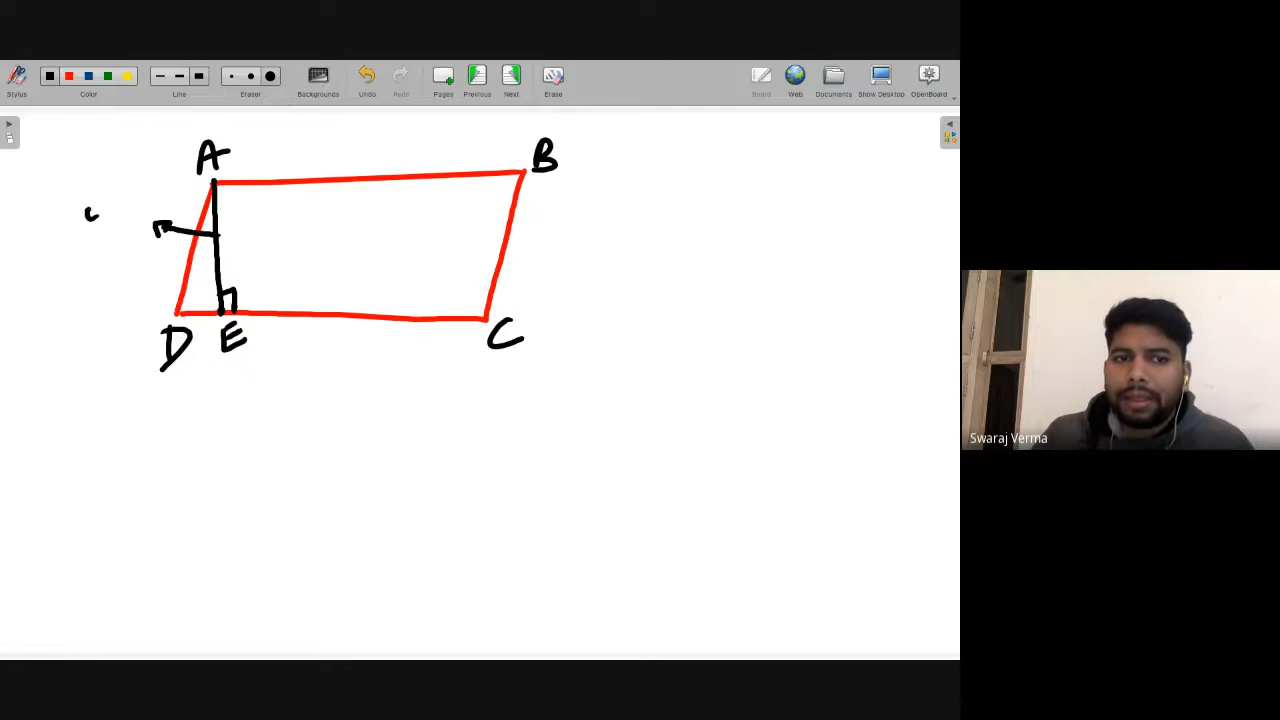 Stylus Color Line Eraser Backgrounds Undo Redo Pages Previous Next Erase Board Web Documents Show Desktop OpenBoard
A B
D E C
Swaraj Verma